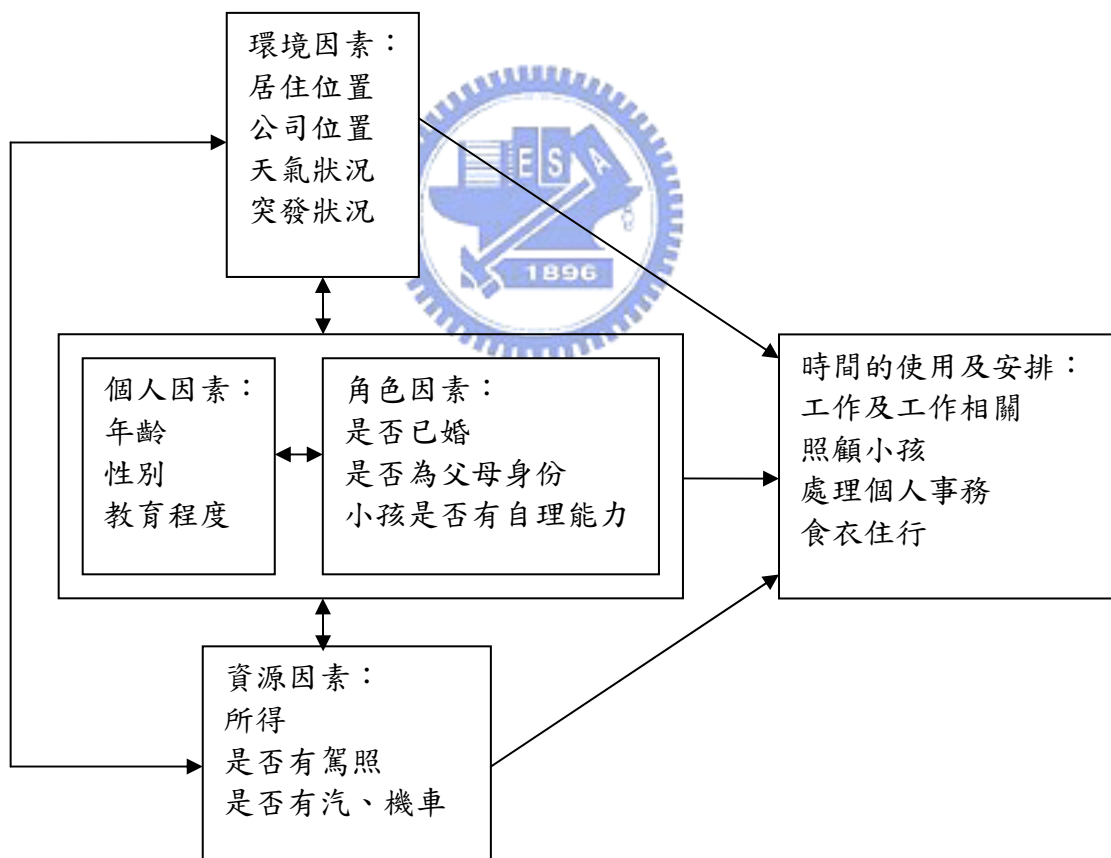 環境因素：
居住位置
公司位置
天氣狀況
突發狀況
E S A
1896
個人因素：
年齡
性別
教育程度
角色因素：
是否已婚
是否為父母身份
小孩是否有自理能力
時間的使用及安排：
工作及工作相關
照顧小孩
處理個人事務
食衣住行
資源因素：
所得
是否有駕照
是否有汽、機車